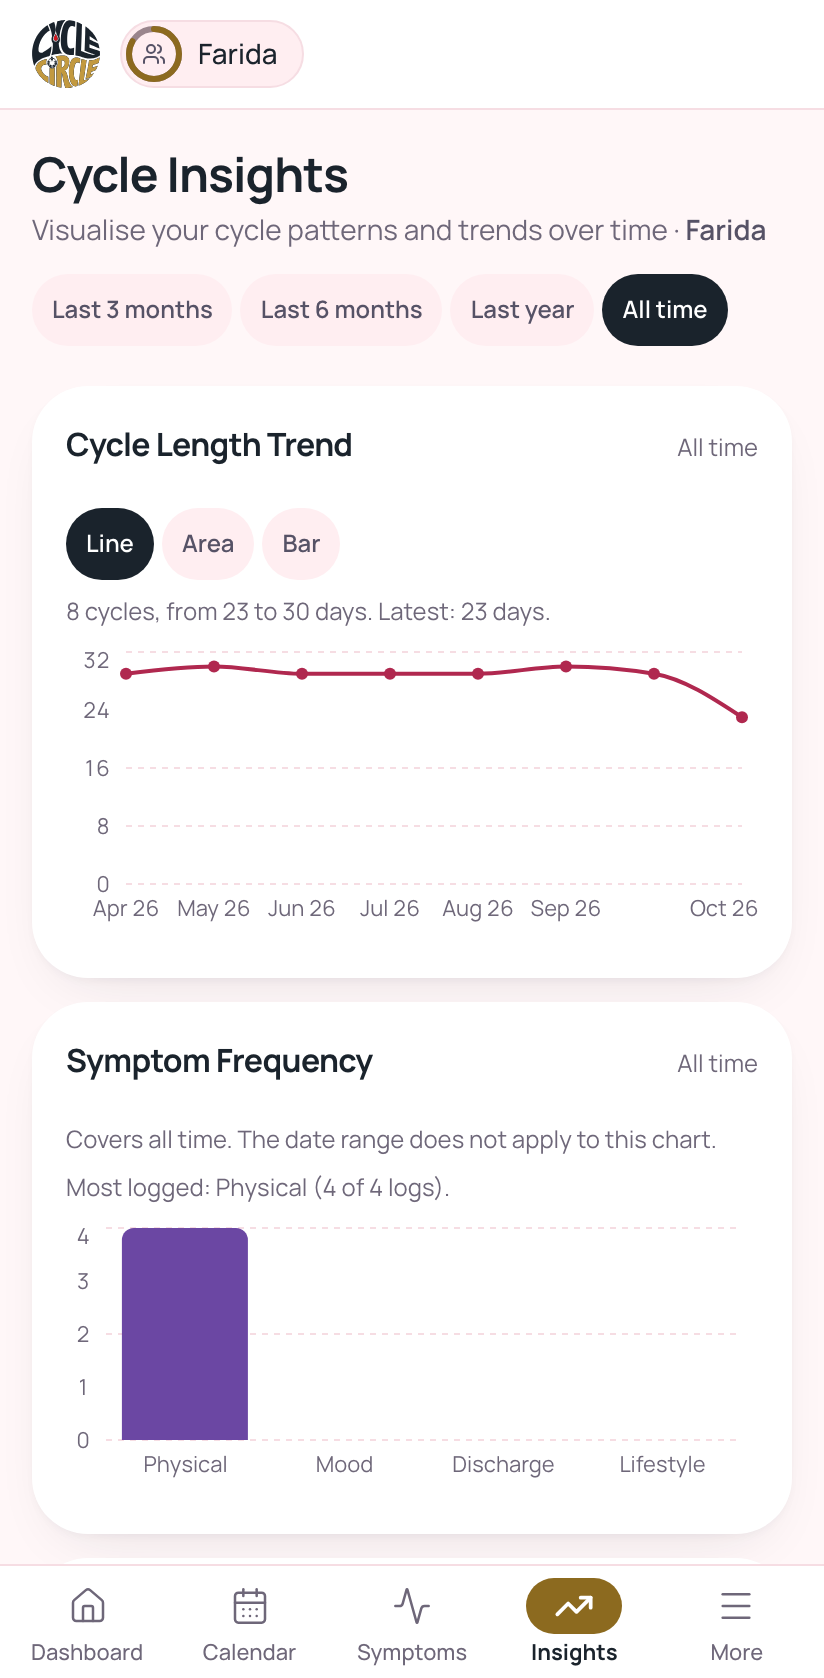 CYCLE
CIRCLE
Farida
Cycle Insights
Visualise your cycle patterns and trends over time · Farida
Last 3 months
Last 6 months
Last year
All time
Cycle Length Trend
All time
Line
Area
Bar
8 cycles, from 23 to 30 days. Latest: 23 days.
32
24
16
8
0
Apr 26
May 26
Jun 26
Jul 26
Aug 26
Sep 26
Oct 26
Symptom Frequency
All time
Covers all time. The date range does not apply to this chart.
Most logged: Physical (4 of 4 logs).
4
3
2
1
0
Physical
Mood
Discharge
Lifestyle
Dashboard
Calendar
Symptoms
Insights
More